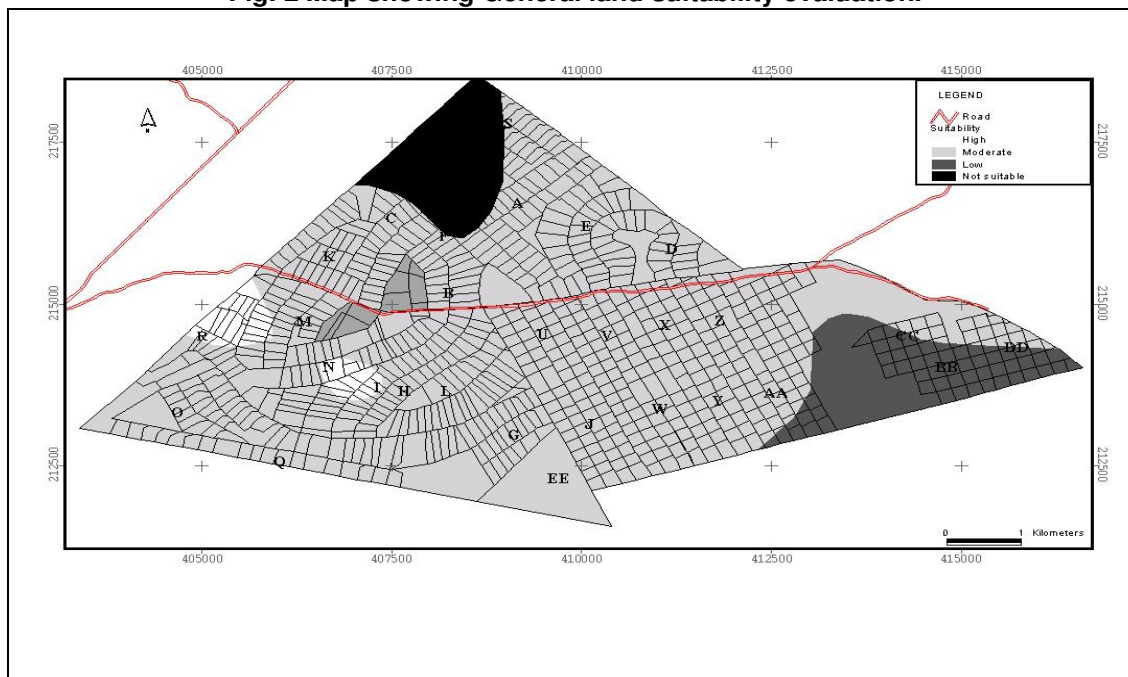 Fig. 2 Map showing General land suitability evaluation.
405000 407500 410000 412500 415000
LEGEND
Road
Suitability
High
Moderate
Low
Not suitable
217500 217500
S
A
C
F
E
D
K
B
215000 215000
M
R
U
V
X
Z
CC
DD
BB
N
I
H
L
O
G
J
W
Y
AA
Q
EE
212500 212500
0 1 Kilometers
405000 407500 410000 412500 415000